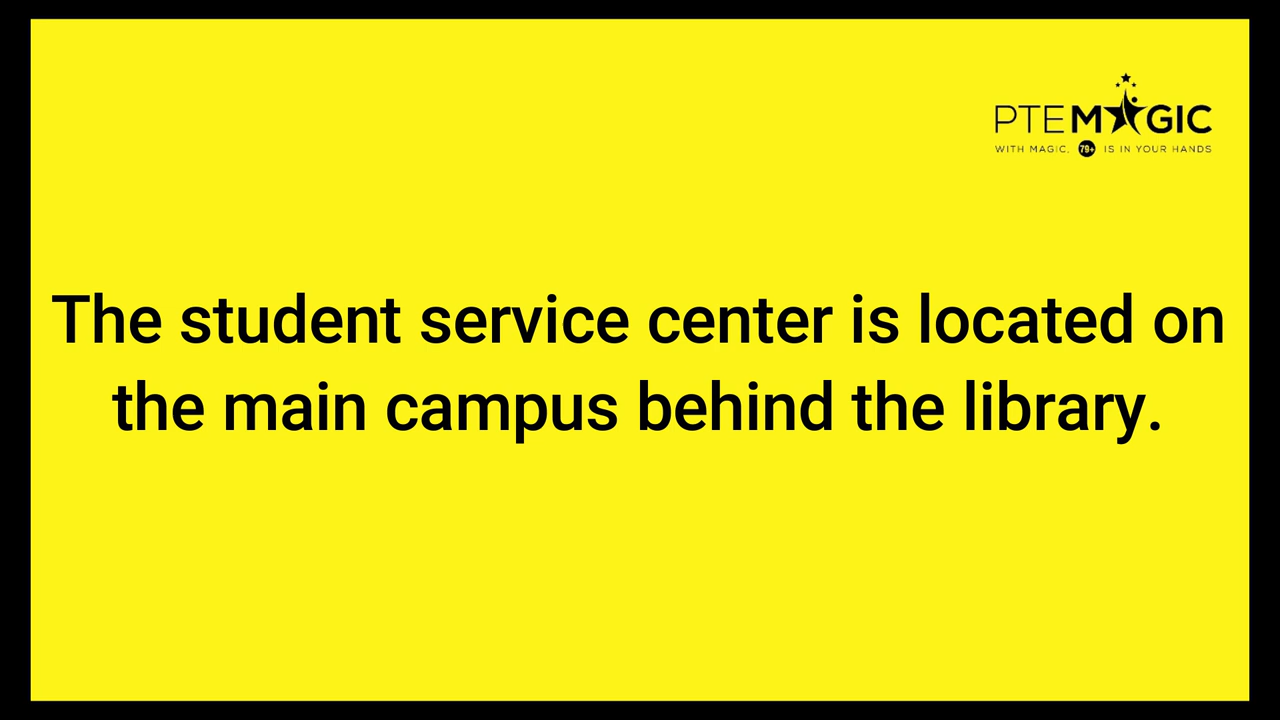 PTEMAGIC
WITH MAGIC, 79+ IS IN YOUR HANDS
The student service center is located on
the main campus behind the library.